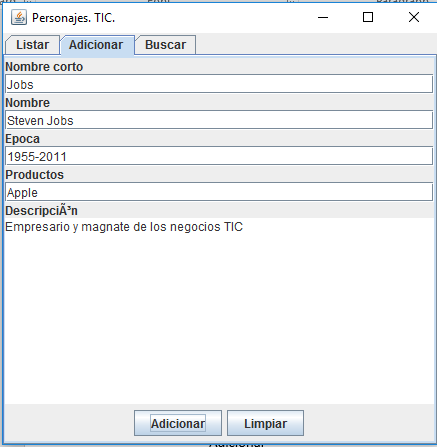 Personajes. TIC.
Listar Adicionar Buscar
Nombre corto
Jobs
Nombre
Steven Jobs
Epoca
1955-2011
Productos
Apple
DescripciÃ³n
Empresario y magnate de los negocios TIC
Adicionar Limpiar